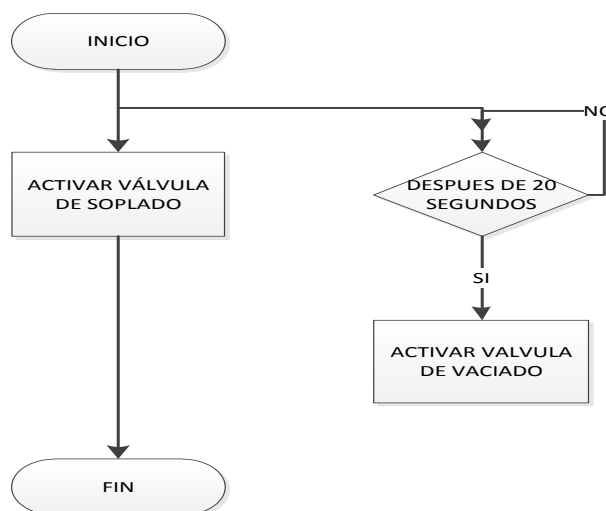 INICIO
NO
ACTIVAR VÁLVULA
DE SOPLADO
DESPUES DE 20
SEGUNDOS
SI
ACTIVAR VALVULA
DE VACIADO
FIN